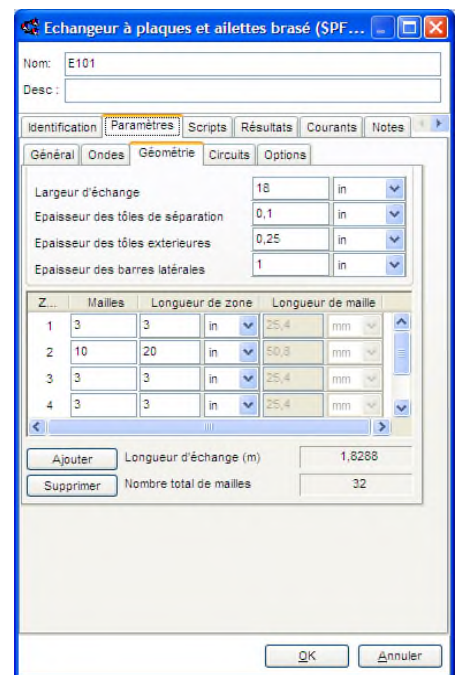 Echangeur à plaques et ailettes brasé ($PF...
Nom: E101
Desc :
Identification Paramètres Scripts Résultats Courants Notes
Général Ondes Géométrie Circuits Options
Largeur d'échange 18 in
Epaisseur des tôles de séparation 0,1 in
Epaisseur des tôles exterieures 0,25 in
Epaisseur des barres latérales 1 in
Z... Mailles Longueur de zone Longueur de maille
1 3 3 in 25,4 mm
2 10 20 in 50,8 mm
3 3 3 in 25,4 mm
4 3 3 in 25,4 mm
Ajouter Longueur d'échange (m) 1,8288
Supprimer Nombre total de mailles 32
OK Annuler